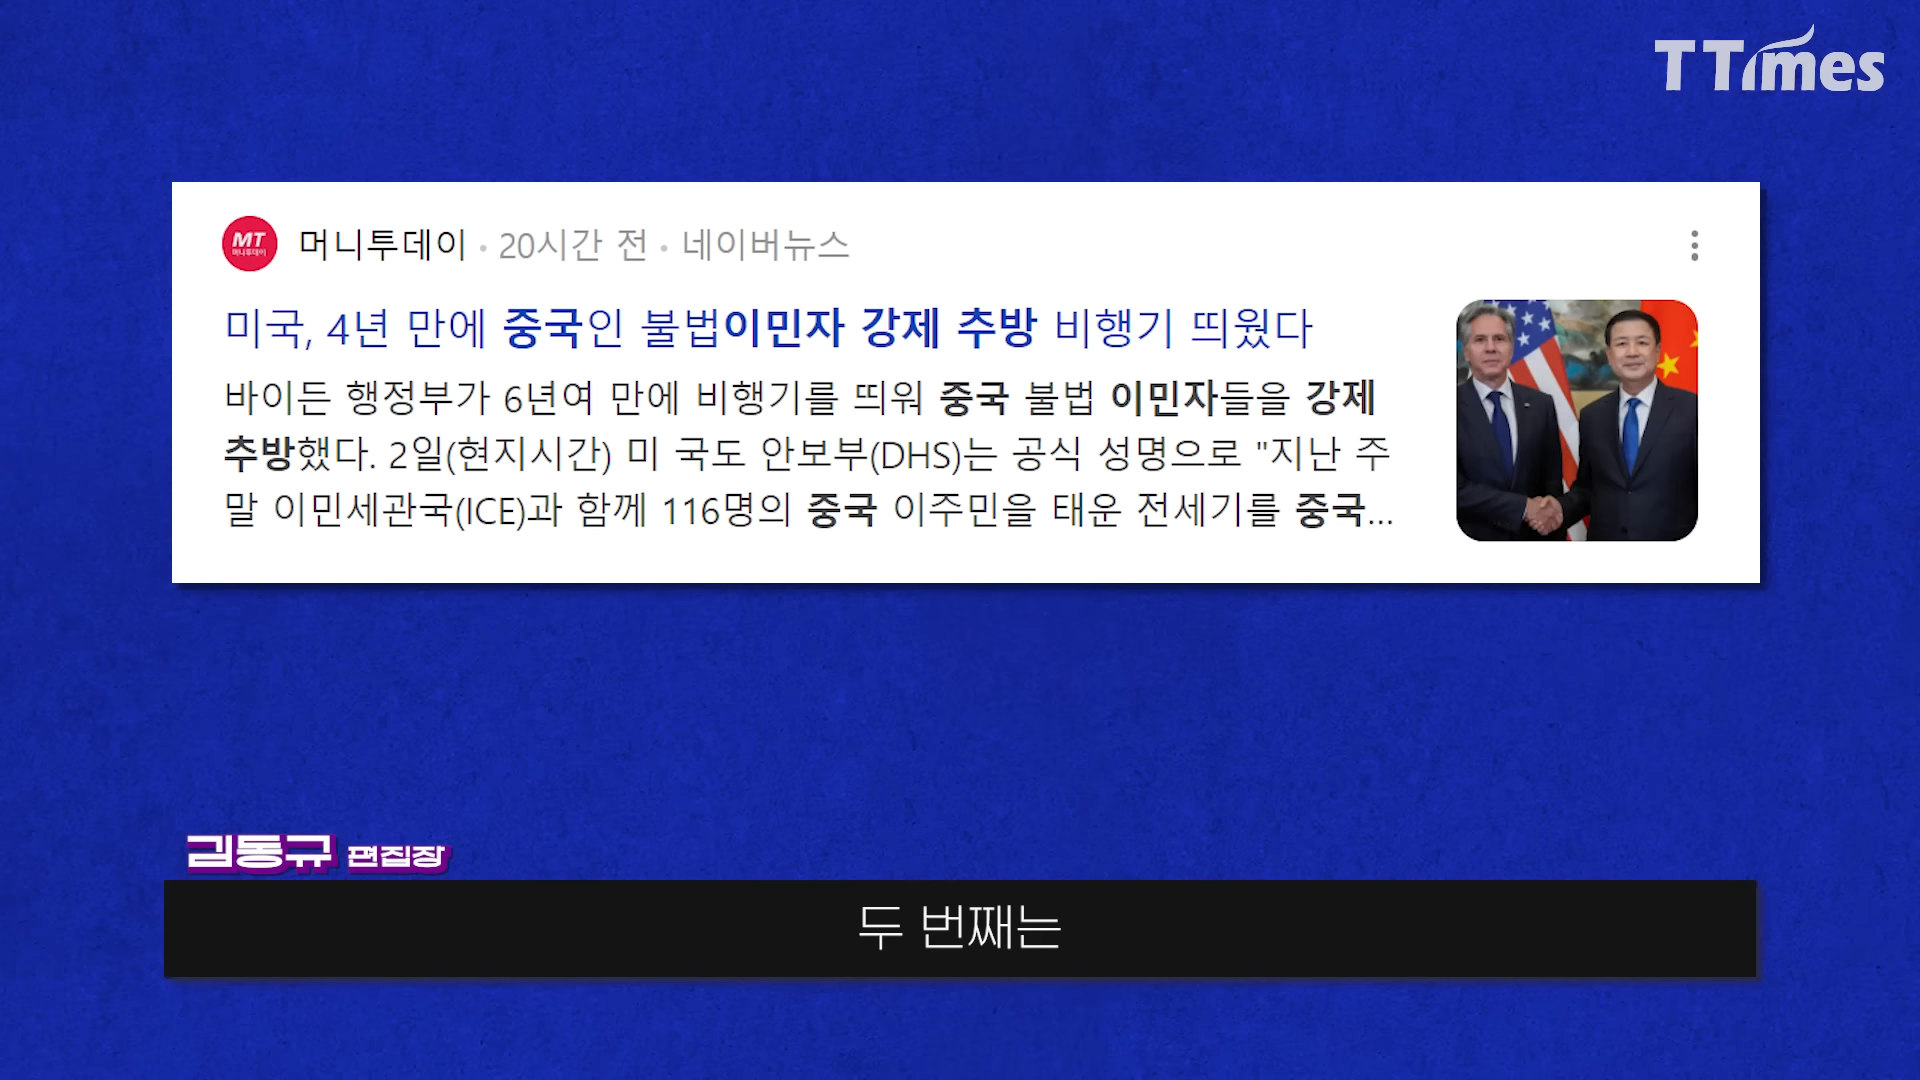 TTimes
MT
머니투데이
머니투데이 · 20시간 전 · 네이버뉴스
미국, 4년 만에 중국인 불법이민자 강제 추방 비행기 띄웠다
바이든 행정부가 6년여 만에 비행기를 띄워 중국 불법 이민자들을 강제
추방했다. 2일(현지시간) 미 국도 안보부(DHS)는 공식 성명으로 "지난 주
말 이민세관국(ICE)과 함께 116명의 중국 이주민을 태운 전세기를 중국...
김동규 편집장
두 번째는